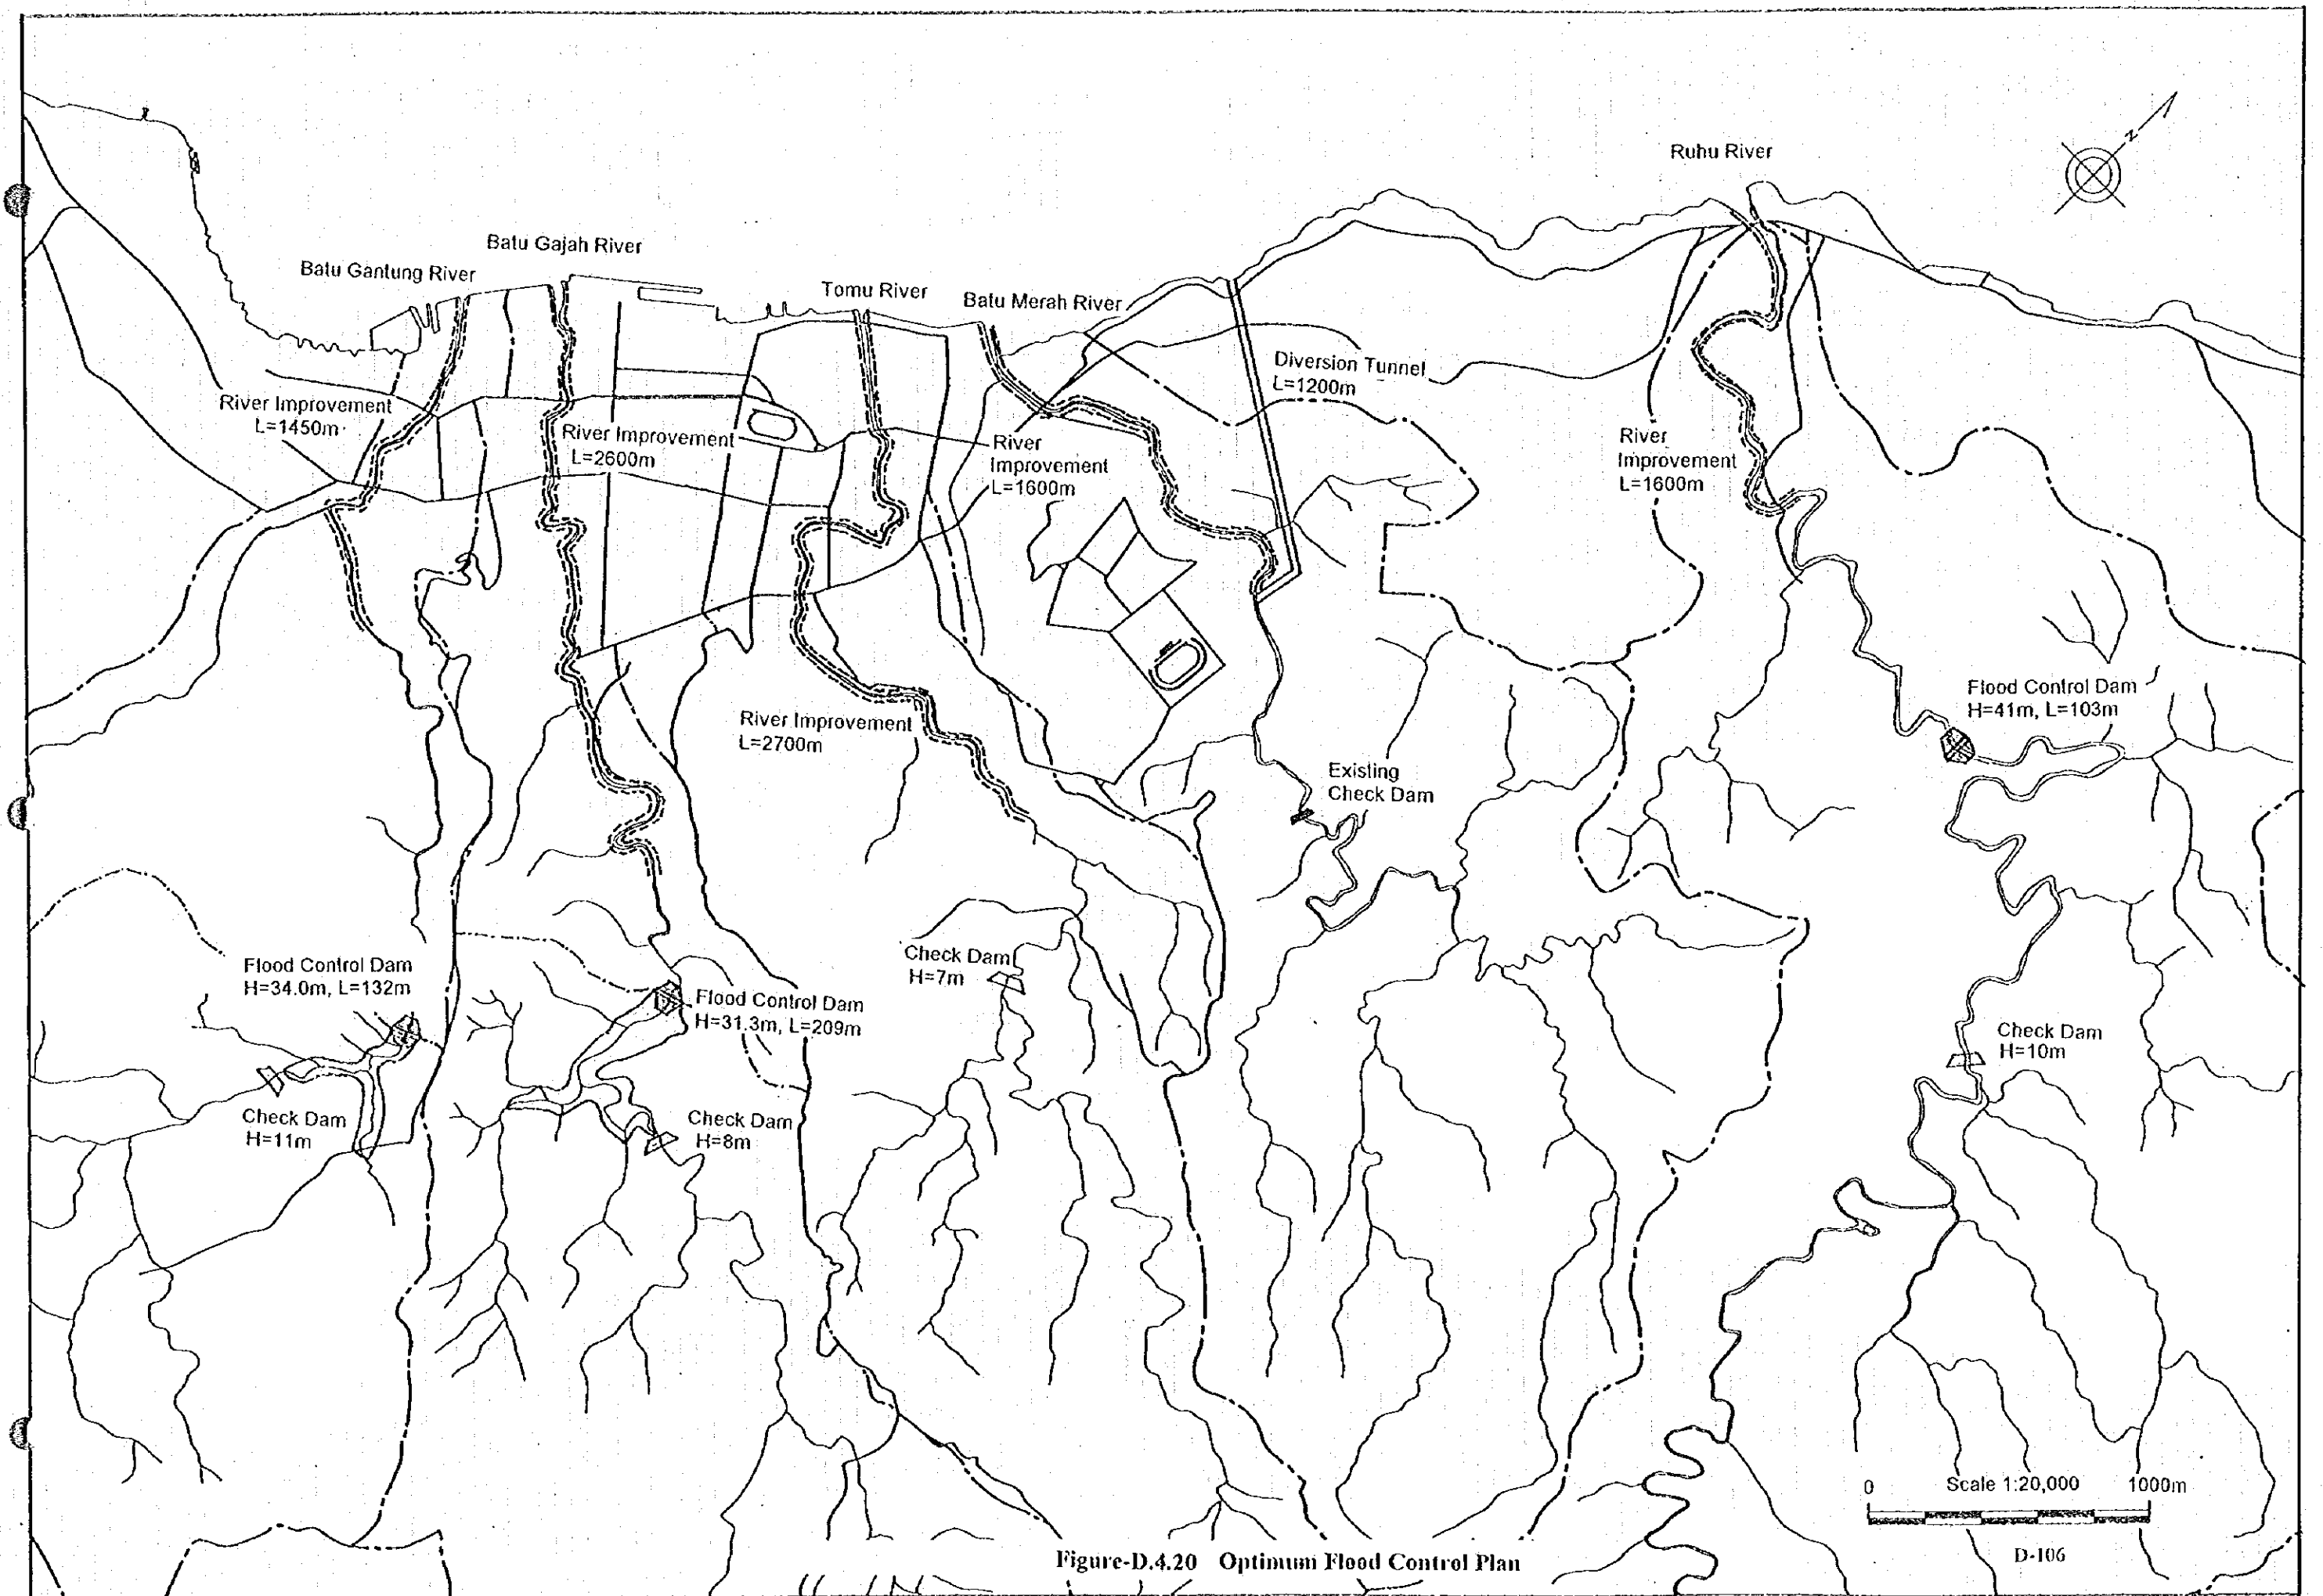 Ruhu River
N
Batu Gajah River
Batu Gantung River
Tomu River
Batu Merah River
Diversion Tunnel
L=1200m
River Improvement
L=1450m
River Improvement
L=2600m
River
Improvement
L=1600m
River
Improvement
L=1600m
Flood Control Dam
H=41m, L=103m
River Improvement
L=2700m
Existing
Check Dam
Check Dam
H=7m
Flood Control Dam
H=34.0m, L=132m
Flood Control Dam
H=31.3m, L=209m
Check Dam
H=10m
Check Dam
H=11m
Check Dam
H=8m
0 Scale 1:20,000 1000m
Figure-D.4.20 Optimum Flood Control Plan
D-106